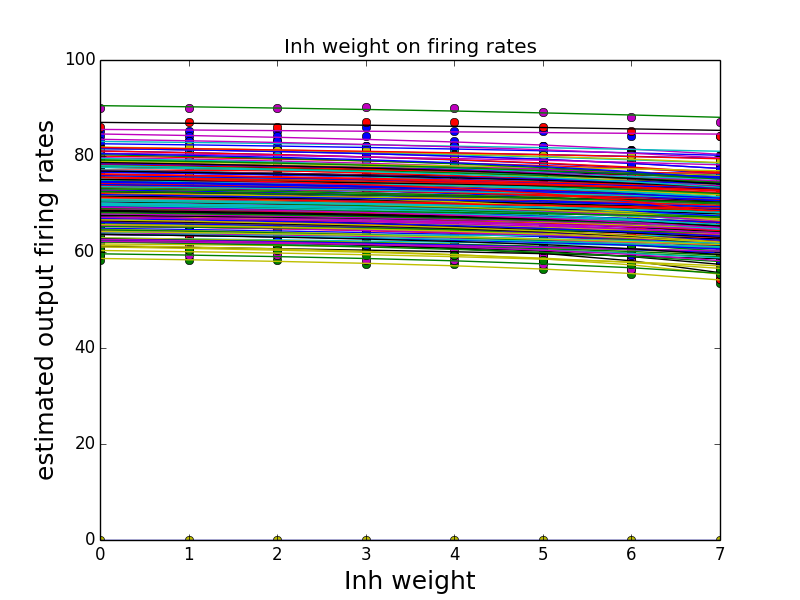 Inh weight on firing rates
100
80
60
40
20
0
estimated output firing rates
0 1 2 3 4 5 6 7
Inh weight